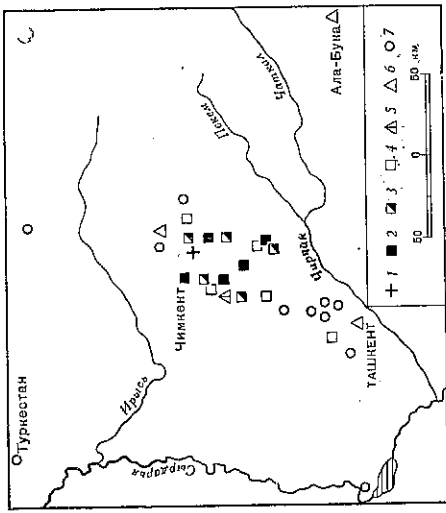 Туркестан
Арысь
Сырдарья
Чимкент
Пскем
Чаткал
Ала-Бука
Чирчик
ТАШКЕНТ
1 2 3 4 5 6 7
50 0 50 км